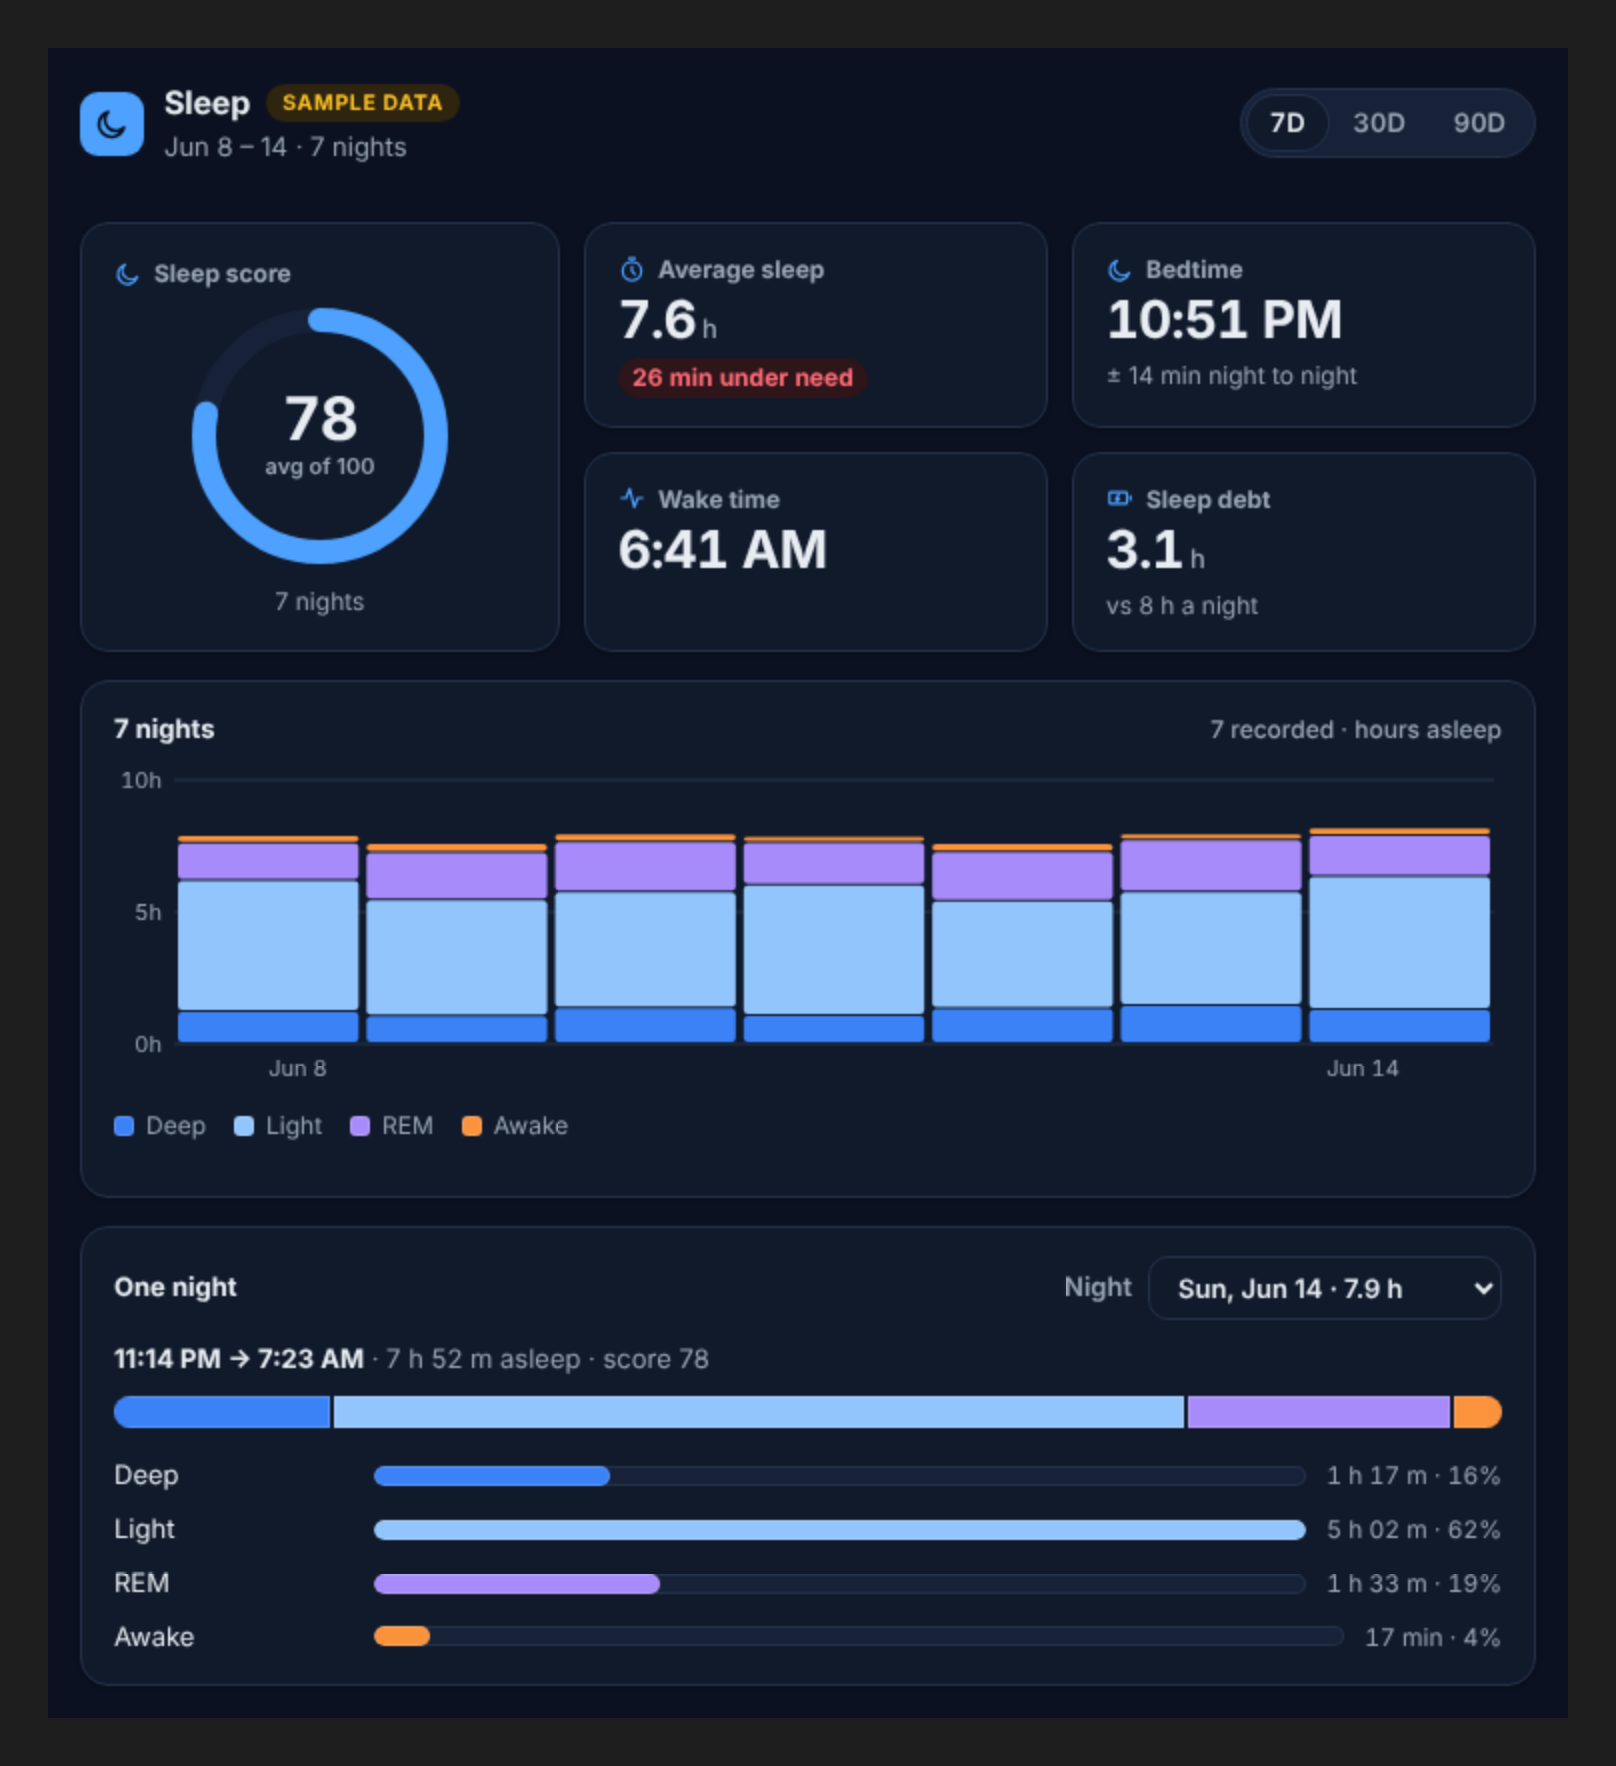 Sleep SAMPLE DATA
Jun 8 – 14 · 7 nights
7D 30D 90D
Sleep score
78
avg of 100
7 nights
Average sleep
7.6 h
26 min under need
Bedtime
10:51 PM
± 14 min night to night
Wake time
6:41 AM
Sleep debt
3.1 h
vs 8 h a night
7 nights
7 recorded · hours asleep
10h
5h
0h
Jun 8
Jun 14
Deep Light REM Awake
One night
Night Sun, Jun 14 · 7.9 h
11:14 PM → 7:23 AM · 7 h 52 m asleep · score 78
Deep 1 h 17 m · 16%
Light 5 h 02 m · 62%
REM 1 h 33 m · 19%
Awake 17 min · 4%